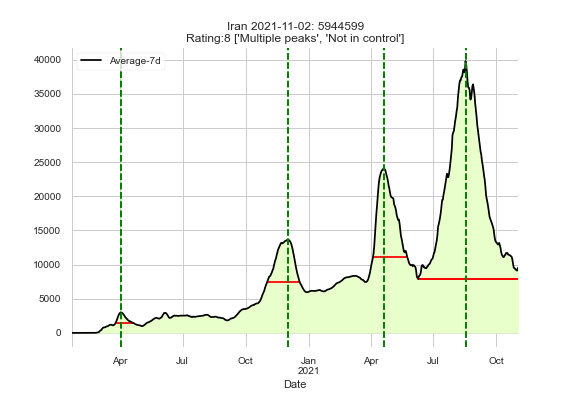 Iran 2021-11-02: 5944599
Rating:8 ['Multiple peaks', 'Not in control']
Average-7d
40000
35000
30000
25000
20000
15000
10000
5000
0
Apr Jul Oct Jan Apr Jul Oct
2021
Date